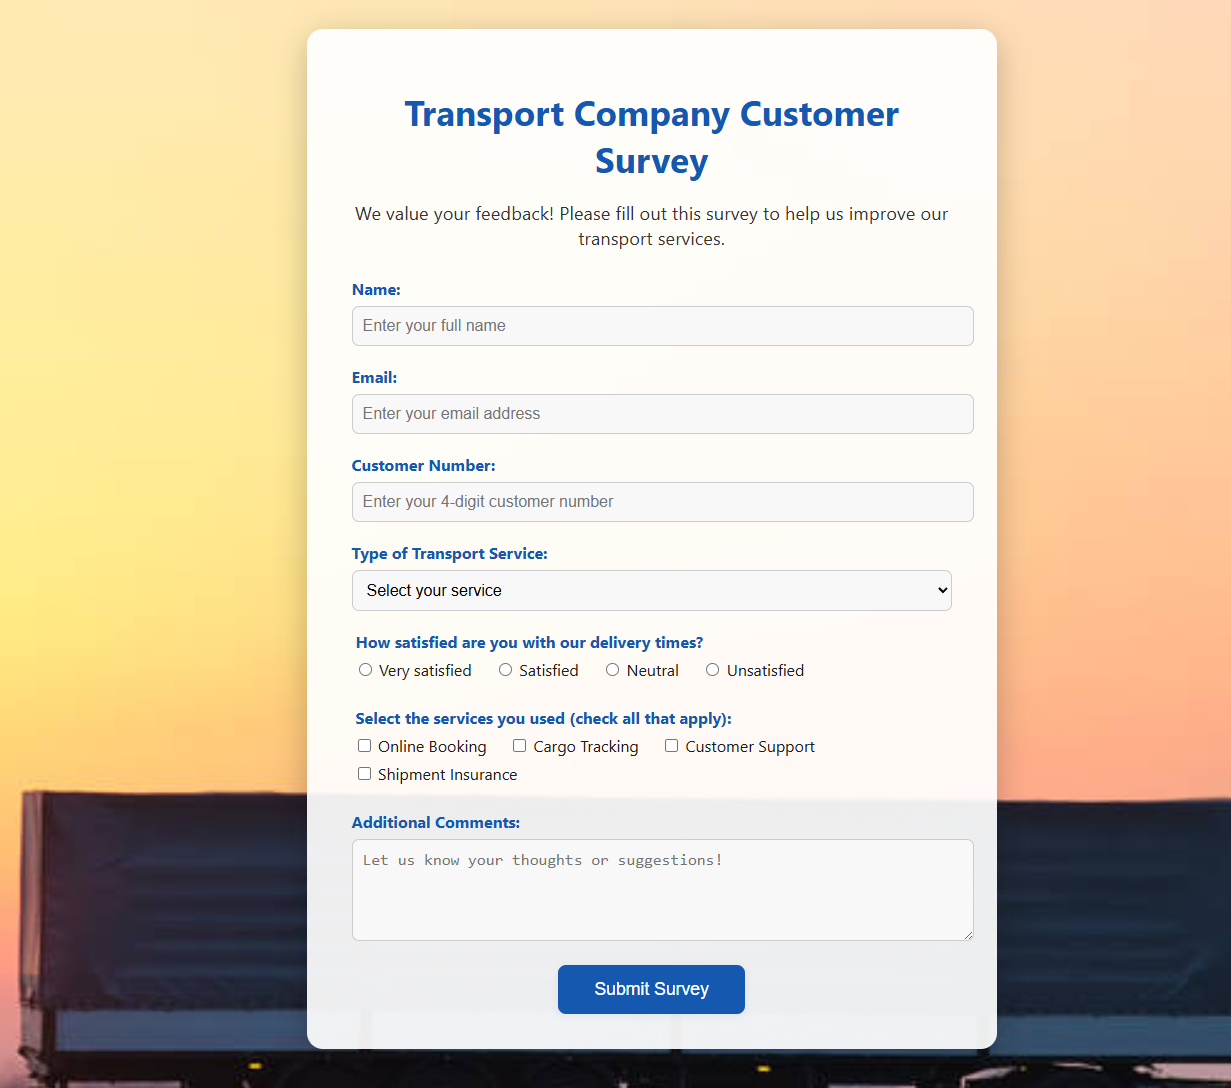 Transport Company Customer
Survey
We value your feedback! Please fill out this survey to help us improve our
transport services.
Name:
Enter your full name
Email:
Enter your email address
Customer Number:
Enter your 4-digit customer number
Type of Transport Service:
Select your service
How satisfied are you with our delivery times?
Very satisfied Satisfied Neutral Unsatisfied
Select the services you used (check all that apply):
Online Booking Cargo Tracking Customer Support
Shipment Insurance
Additional Comments:
Let us know your thoughts or suggestions!
Submit Survey